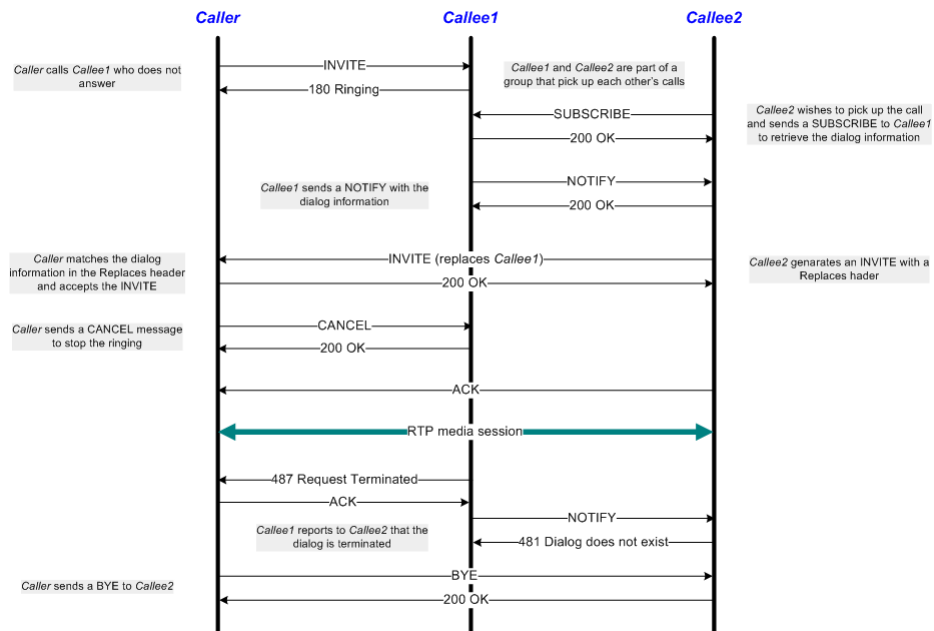 Caller
Callee1
Callee2
INVITE
Caller calls Callee1 who does not
answer
180 Ringing
Callee1 and Callee2 are part of a
group that pick up each other's calls
SUBSCRIBE
Callee2 wishes to pick up the call
and sends a SUBSCRIBE to Callee1
to retrieve the dialog information
200 OK
NOTIFY
Callee1 sends a NOTIFY with the
dialog information
200 OK
INVITE (replaces Callee1)
Caller matches the dialog
information in the Replaces header
and accepts the INVITE
Callee2 genarates an INVITE with a
Replaces hader
200 OK
CANCEL
Caller sends a CANCEL message
to stop the ringing
200 OK
ACK
RTP media session
487 Request Terminated
ACK
NOTIFY
Callee1 reports to Callee2 that the
dialog is terminated
481 Dialog does not exist
BYE
Caller sends a BYE to Callee2
200 OK